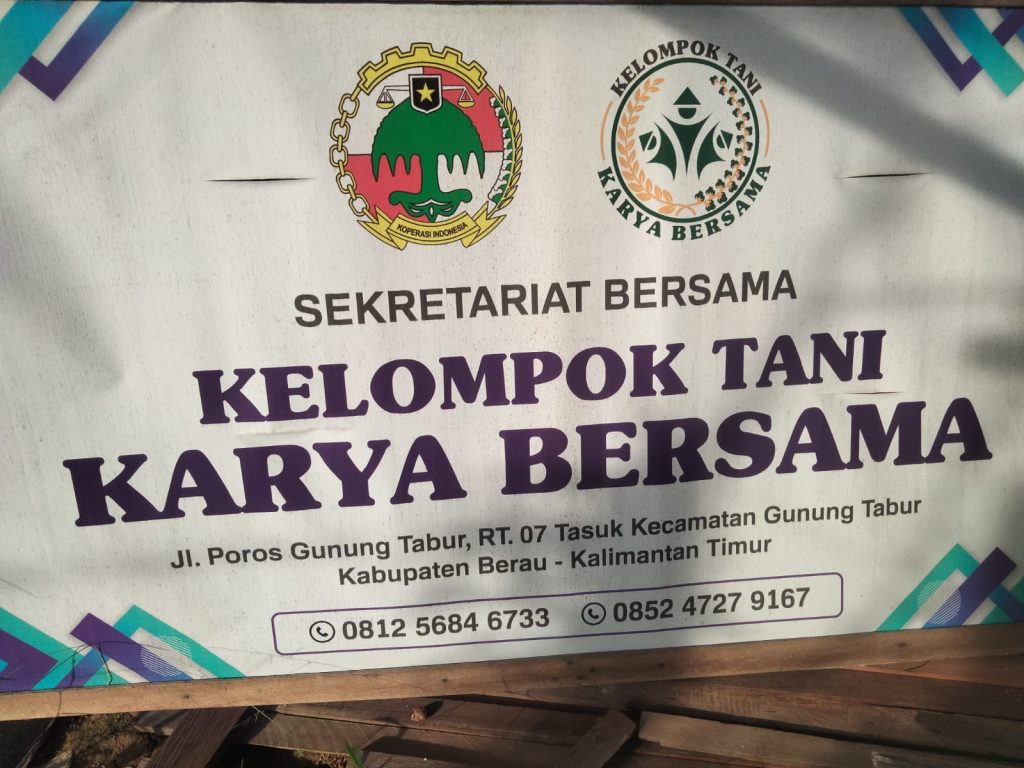 KOPERASI INDONESIA
KELOMPOK TANI
KARYA BERSAMA
SEKRETARIAT BERSAMA
KELOMPOK TANI
KARYA BERSAMA
Jl. Poros Gunung Tabur, RT. 07 Tasuk Kecamatan Gunung Tabur
Kabupaten Berau - Kalimantan Timur
0812 5684 6733 0852 4727 9167